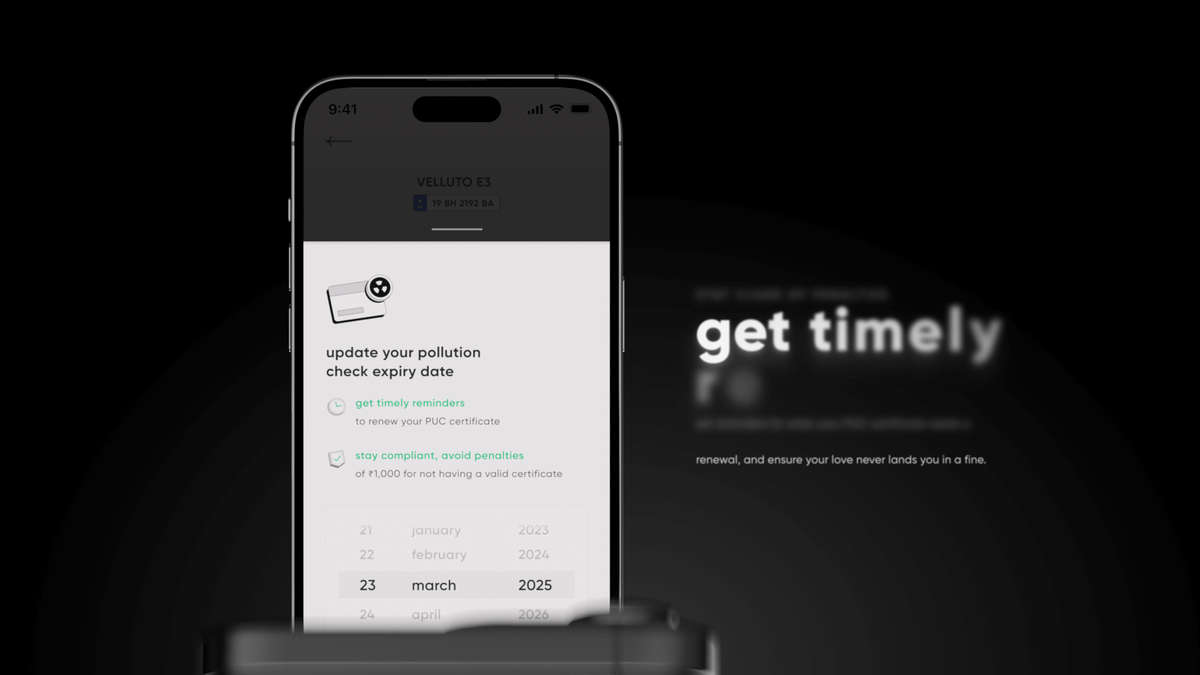 9:41
VELLUTO E3
19 BH 2192 BA
update your pollution
check expiry date
get timely reminders
to renew your PUC certificate
stay compliant, avoid penalties
of ₹1,000 for not having a valid certificate
21 january 2023
22 february 2024
23 march 2025
24 april 2026
get timely
renewal, and ensure your love never lands you in a fine.